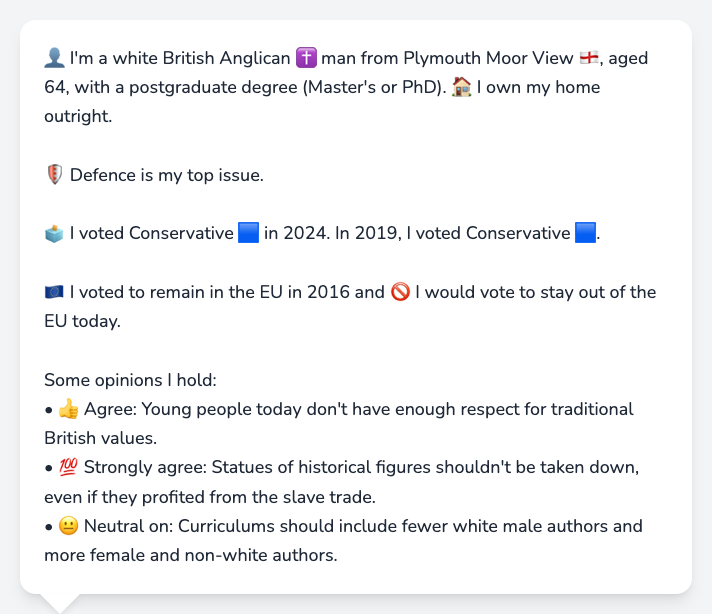 👤 I'm a white British Anglican ✝️ man from Plymouth Moor View 🏴󠁧󠁢󠁥󠁮󠁧󠁿, aged
64, with a postgraduate degree (Master's or PhD). 🏠 I own my home
outright.
🛡️ Defence is my top issue.
🗳️ I voted Conservative 🟦 in 2024. In 2019, I voted Conservative 🟦.
🇪🇺 I voted to remain in the EU in 2016 and 🚫 I would vote to stay out of the
EU today.
Some opinions I hold:
• 👍 Agree: Young people today don't have enough respect for traditional
British values.
• 💯 Strongly agree: Statues of historical figures shouldn't be taken down,
even if they profited from the slave trade.
• 😐 Neutral on: Curriculums should include fewer white male authors and
more female and non-white authors.